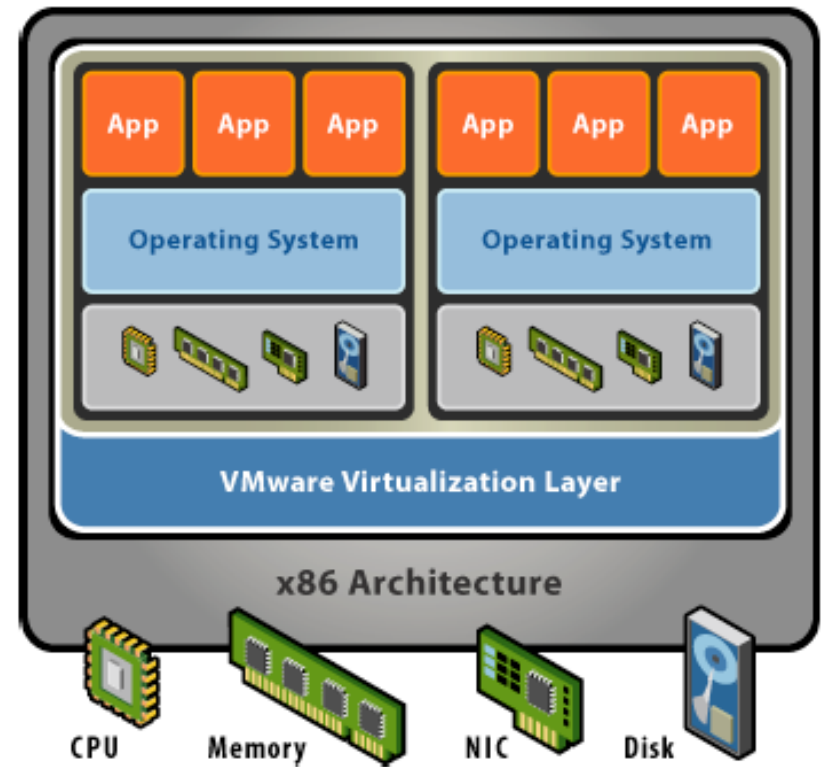 App App App App App App
Operating System Operating System
VMware Virtualization Layer
x86 Architecture
CPU Memory NIC Disk